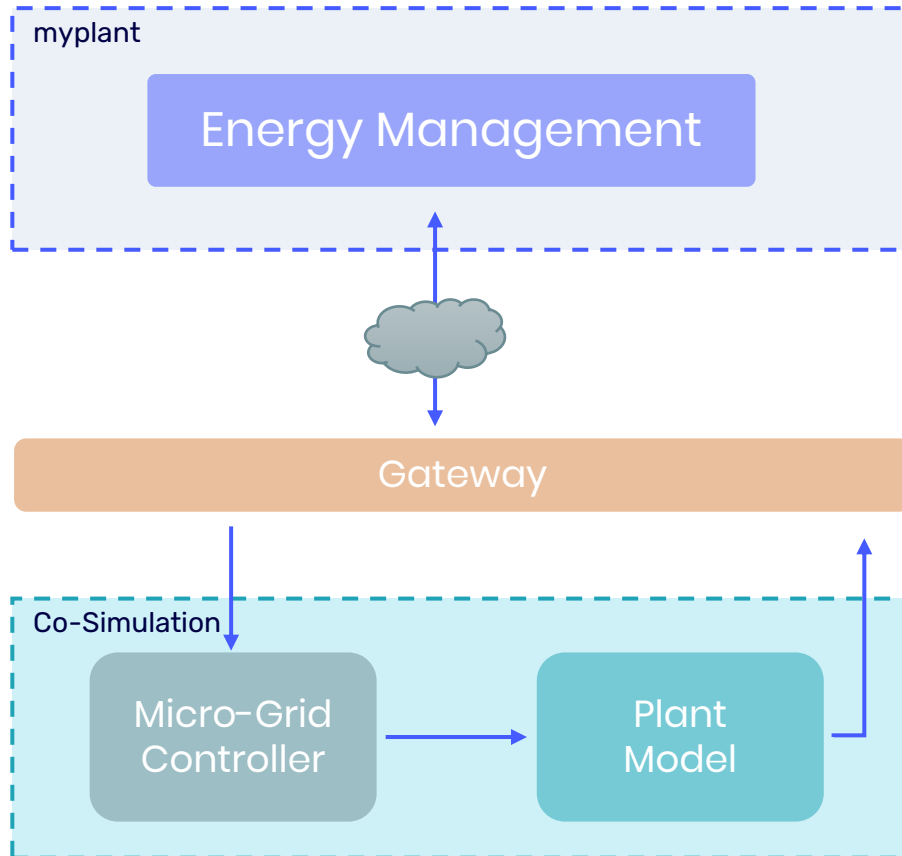 myplant
Energy Management
Gateway
Co-Simulation
Micro-Grid
Controller
Plant
Model